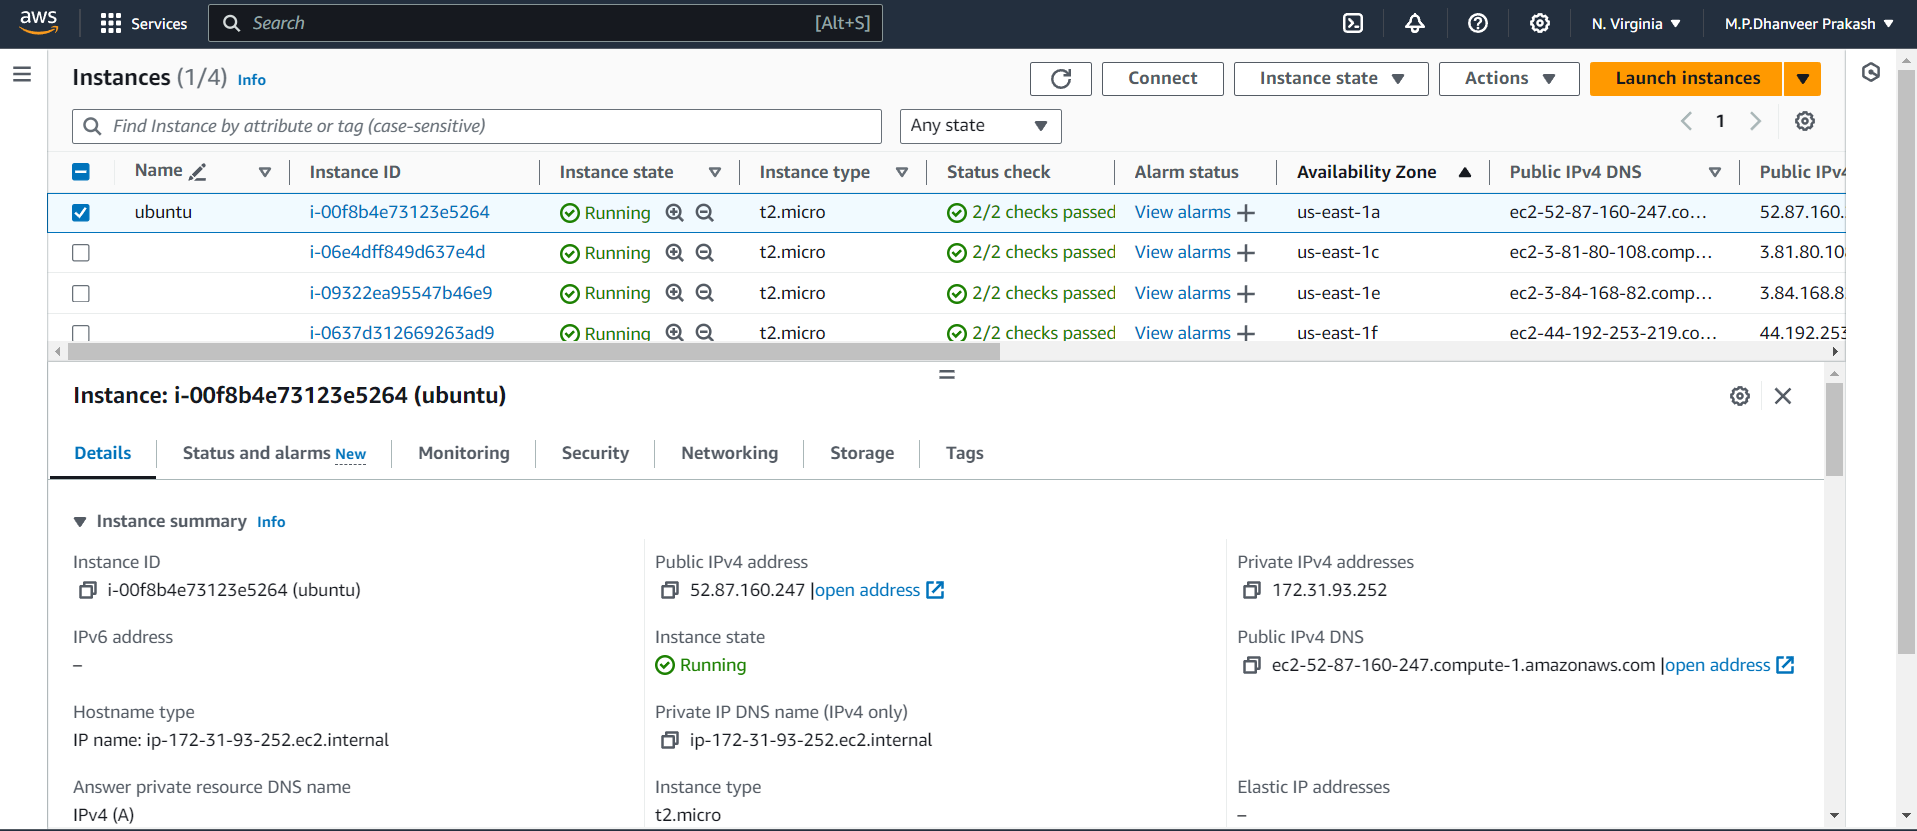 aws Services Search [Alt+S] N. Virginia M.P.Dhanveer Prakash
Instances (1/4) Info Connect Instance state Actions Launch instances
Find Instance by attribute or tag (case-sensitive) Any state 1
Name Instance ID Instance state Instance type Status check Alarm status Availability Zone Public IPv4 DNS Public IPv4
ubuntu i-00f8b4e73123e5264 Running t2.micro 2/2 checks passed View alarms us-east-1a ec2-52-87-160-247.co... 52.87.160.
i-06e4dff849d637e4d Running t2.micro 2/2 checks passed View alarms us-east-1c ec2-3-81-80-108.comp... 3.81.80.10
i-09322ea95547b46e9 Running t2.micro 2/2 checks passed View alarms us-east-1e ec2-3-84-168-82.comp... 3.84.168.8
i-0637d312669263ad9 Running t2.micro 2/2 checks passed View alarms us-east-1f ec2-44-192-253-219.co... 44.192.253
Instance: i-00f8b4e73123e5264 (ubuntu)
Details Status and alarms New Monitoring Security Networking Storage Tags
Instance summary Info
Instance ID Public IPv4 address Private IPv4 addresses
i-00f8b4e73123e5264 (ubuntu) 52.87.160.247 |open address 172.31.93.252
IPv6 address Instance state Public IPv4 DNS
– Running ec2-52-87-160-247.compute-1.amazonaws.com |open address
Hostname type Private IP DNS name (IPv4 only)
IP name: ip-172-31-93-252.ec2.internal ip-172-31-93-252.ec2.internal
Answer private resource DNS name Instance type Elastic IP addresses
IPv4 (A) t2.micro –